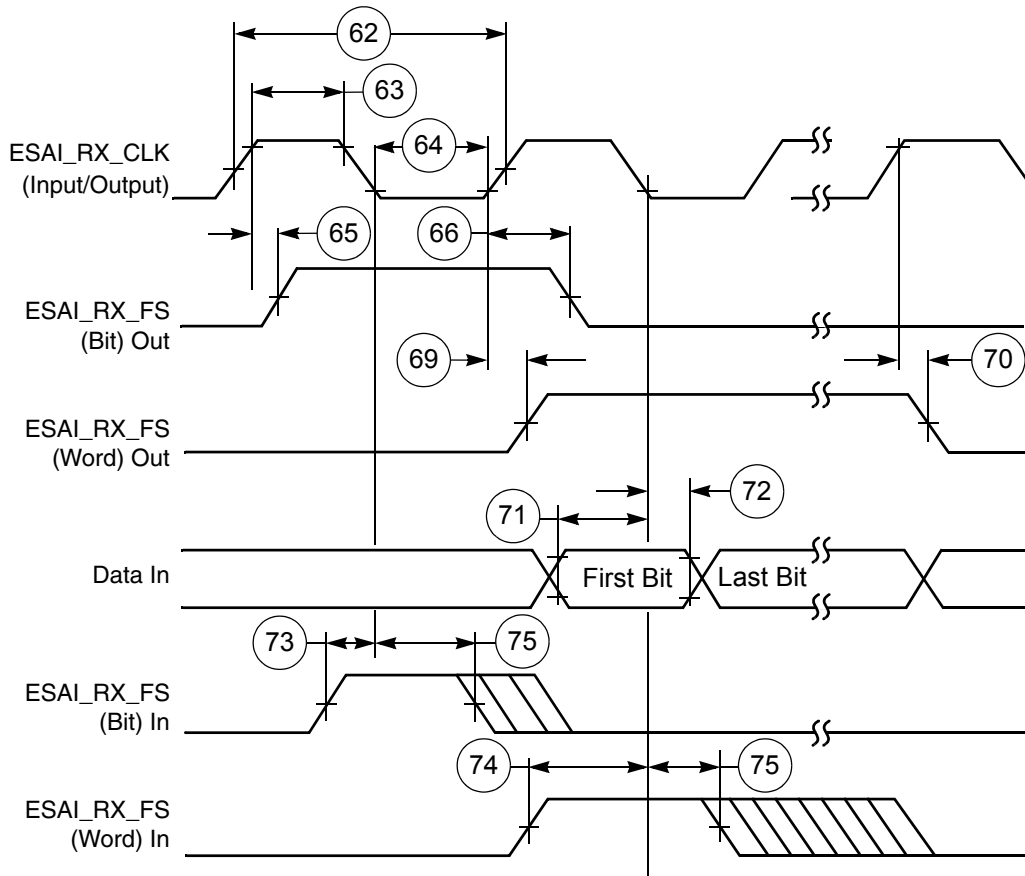 62
63
ESAI_RX_CLK
(Input/Output)
64
65
66
ESAI_RX_FS
(Bit) Out
69
70
ESAI_RX_FS
(Word) Out
71
72
Data In
First Bit
Last Bit
73
75
ESAI_RX_FS
(Bit) In
74
75
ESAI_RX_FS
(Word) In